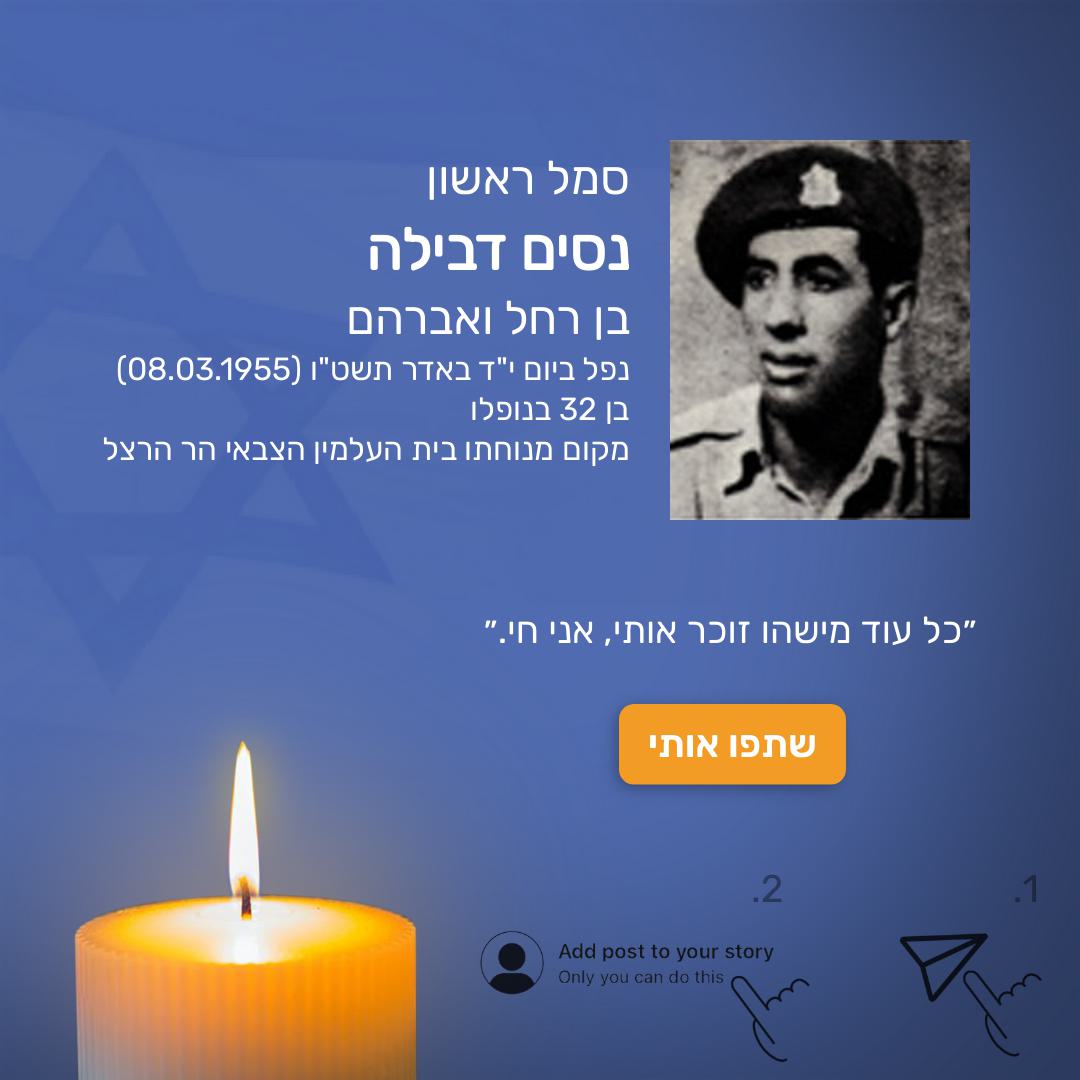 סמל ראשון
נסים דבילה
בן רחל ואברהם
נפל ביום י"ד באדר תשט"ו (08.03.1955)
בן 32 בנופלו
מקום מנוחתו בית העלמין הצבאי הר הרצל
״כל עוד מישהו זוכר אותי, אני חי.״
שתפו אותי
1.
2.
Add post to your story
Only you can do this